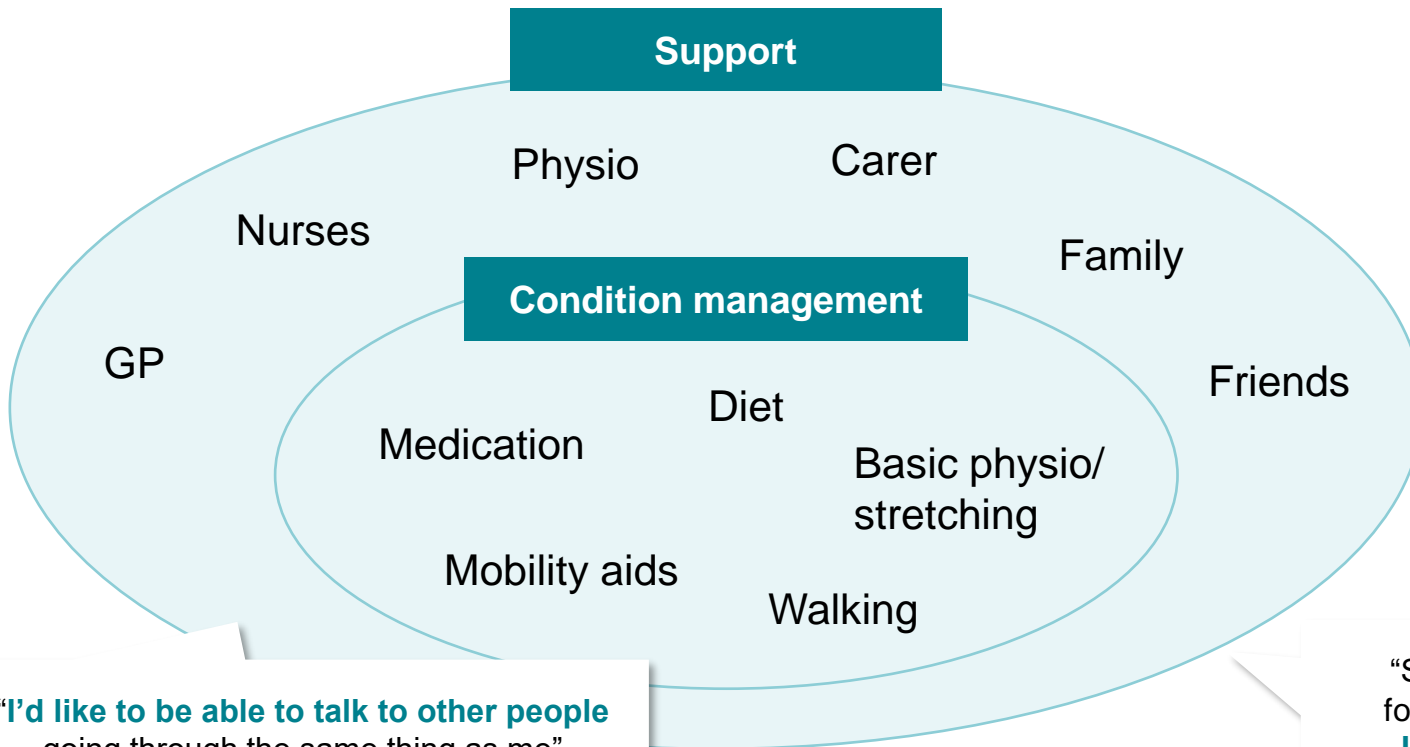 Support
Physio
Carer
Nurses
Family
Condition management
GP
Friends
Diet
Medication
Basic physio/
stretching
Mobility aids
Walking
“I’d like to be able to talk to other people
going through the same thing as me”
“S
fo